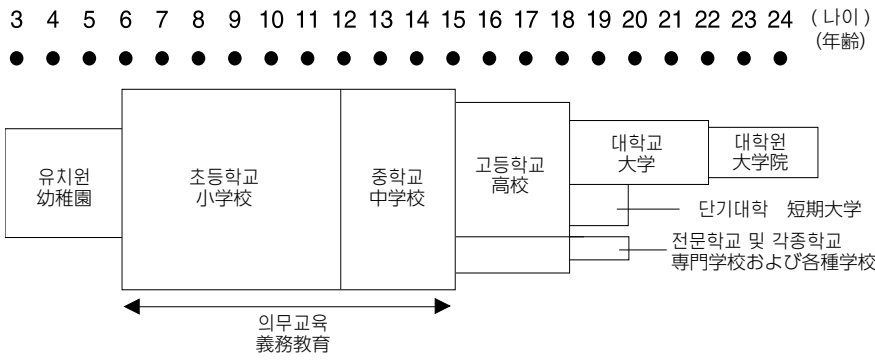 3 4 5 6 7 8 9 10 11 12 13 14 15 16 17 18 19 20 21 22 23 24 (나이)
(年齢)
유치원
幼稚園
초등학교
小学校
중학교
中学校
고등학교
高校
대학교
大学
대학원
大学院
단기대학 短期大学
전문학교 및 각종학교
専門学校および各種学校
의무교육
義務教育